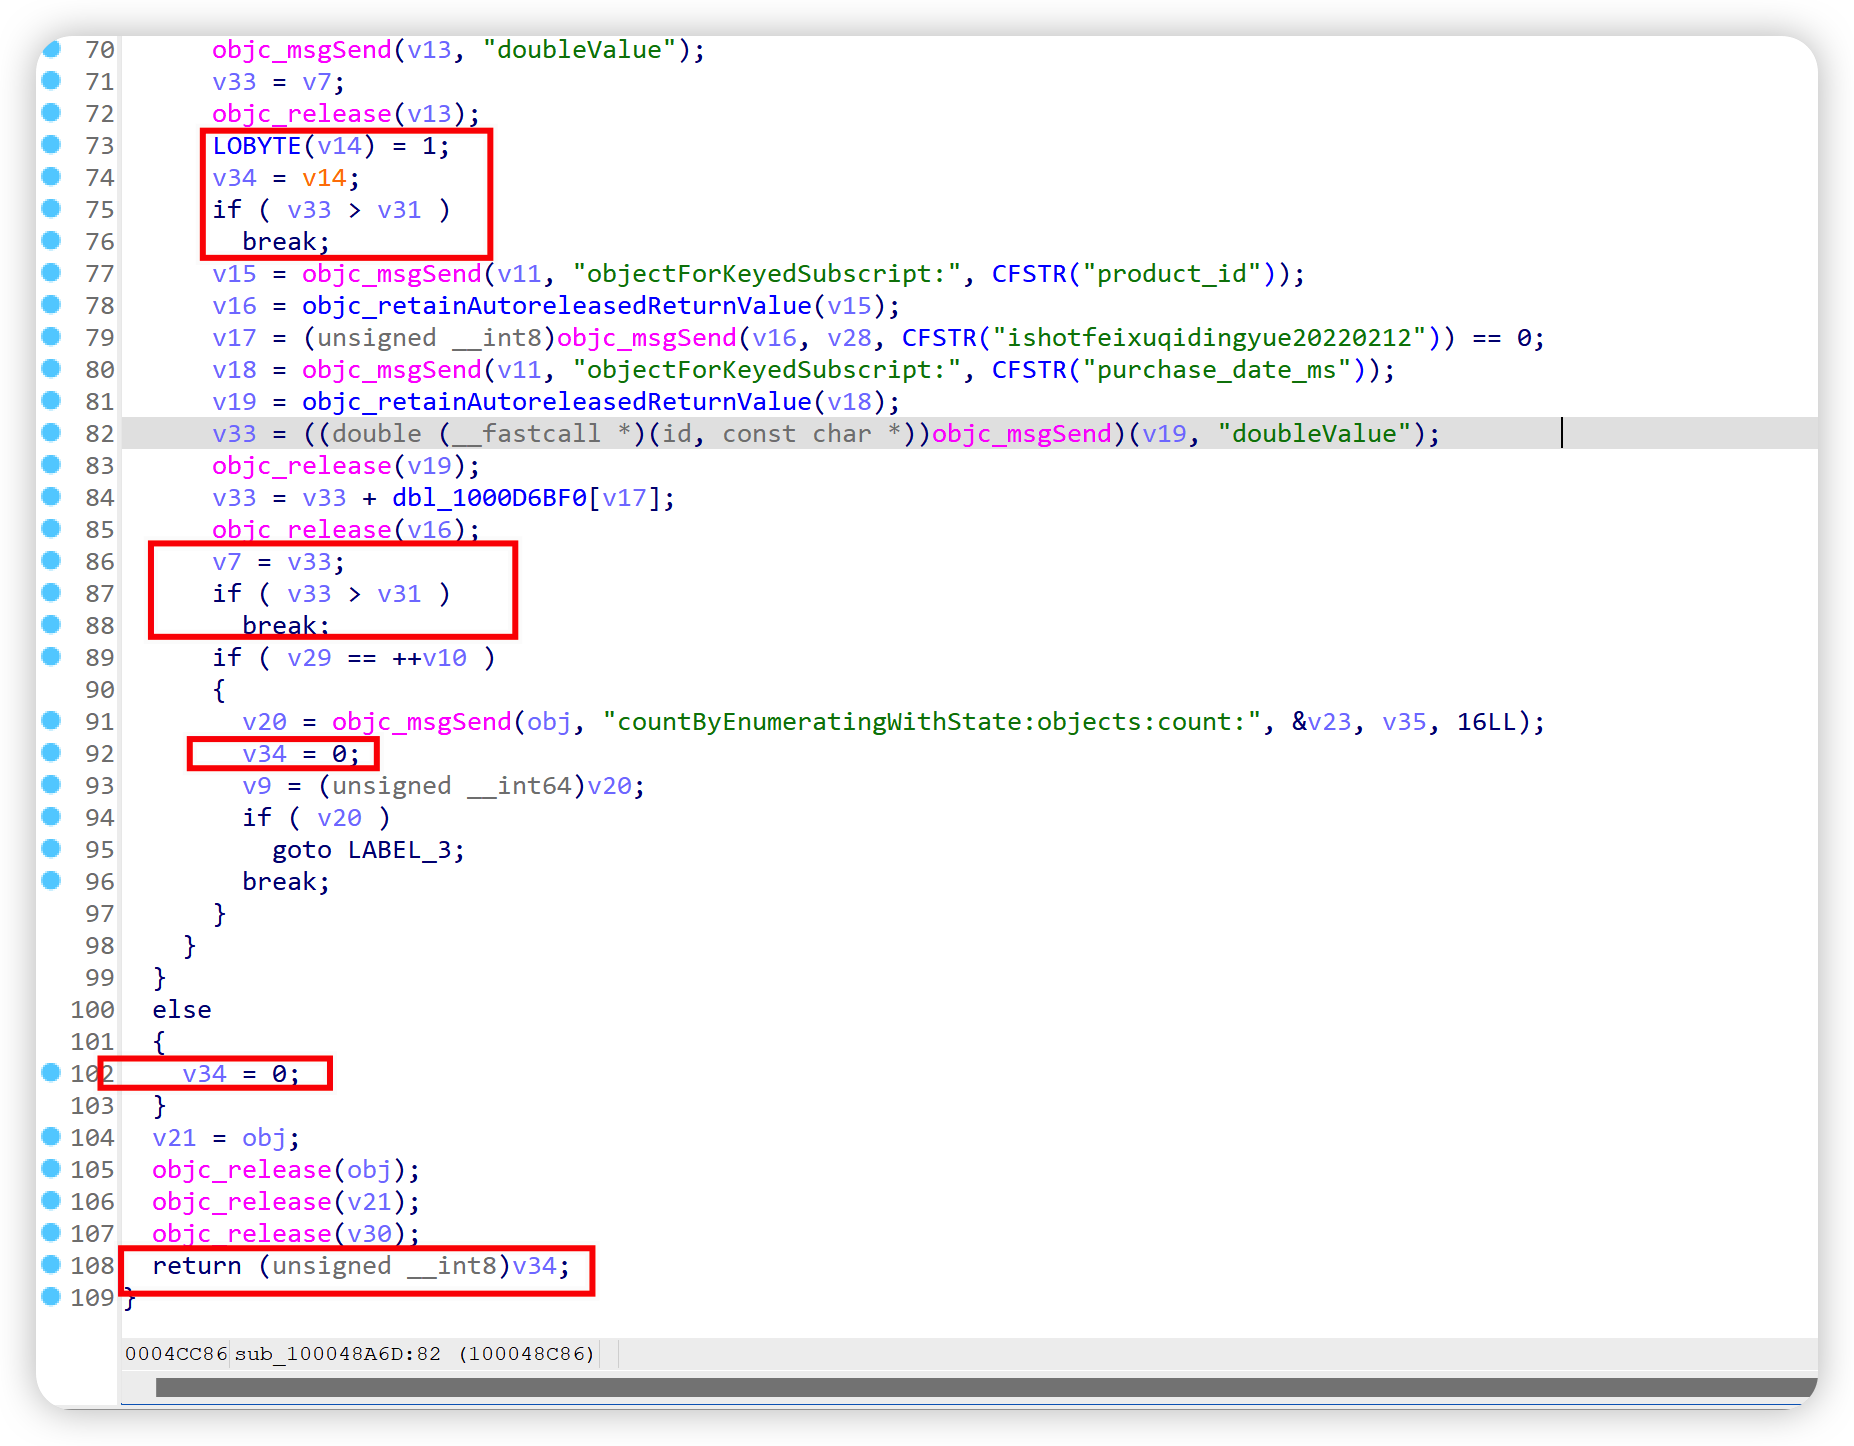 70 objc_msgSend(v13, "doubleValue");
71 v33 = v7;
72 objc_release(v13);
73 LOBYTE(v14) = 1;
74 v34 = v14;
75 if ( v33 > v31 )
76 break;
77 v15 = objc_msgSend(v11, "objectForKeyedSubscript:", CFSTR("product_id"));
78 v16 = objc_retainAutoreleasedReturnValue(v15);
79 v17 = (unsigned __int8)objc_msgSend(v16, v28, CFSTR("ishotfeixuqidingyue20220212")) == 0;
80 v18 = objc_msgSend(v11, "objectForKeyedSubscript:", CFSTR("purchase_date_ms"));
81 v19 = objc_retainAutoreleasedReturnValue(v18);
82 v33 = ((double (__fastcall *)(id, const char *))objc_msgSend)(v19, "doubleValue");
83 objc_release(v19);
84 v33 = v33 + dbl_1000D6BF0[v17];
85 objc_release(v16);
86 v7 = v33;
87 if ( v33 > v31 )
88 break;
89 if ( v29 == ++v10 )
90 {
91 v20 = objc_msgSend(obj, "countByEnumeratingWithState:objects:count:", &v23, v35, 16LL);
92 v34 = 0;
93 v9 = (unsigned __int64)v20;
94 if ( v20 )
95 goto LABEL_3;
96 break;
97 }
98 }
99 }
100 else
101 {
102 v34 = 0;
103 }
104 v21 = obj;
105 objc_release(obj);
106 objc_release(v21);
107 objc_release(v30);
108 return (unsigned __int8)v34;
109 }
0004CC86 sub_100048A6D:82 (100048C86)